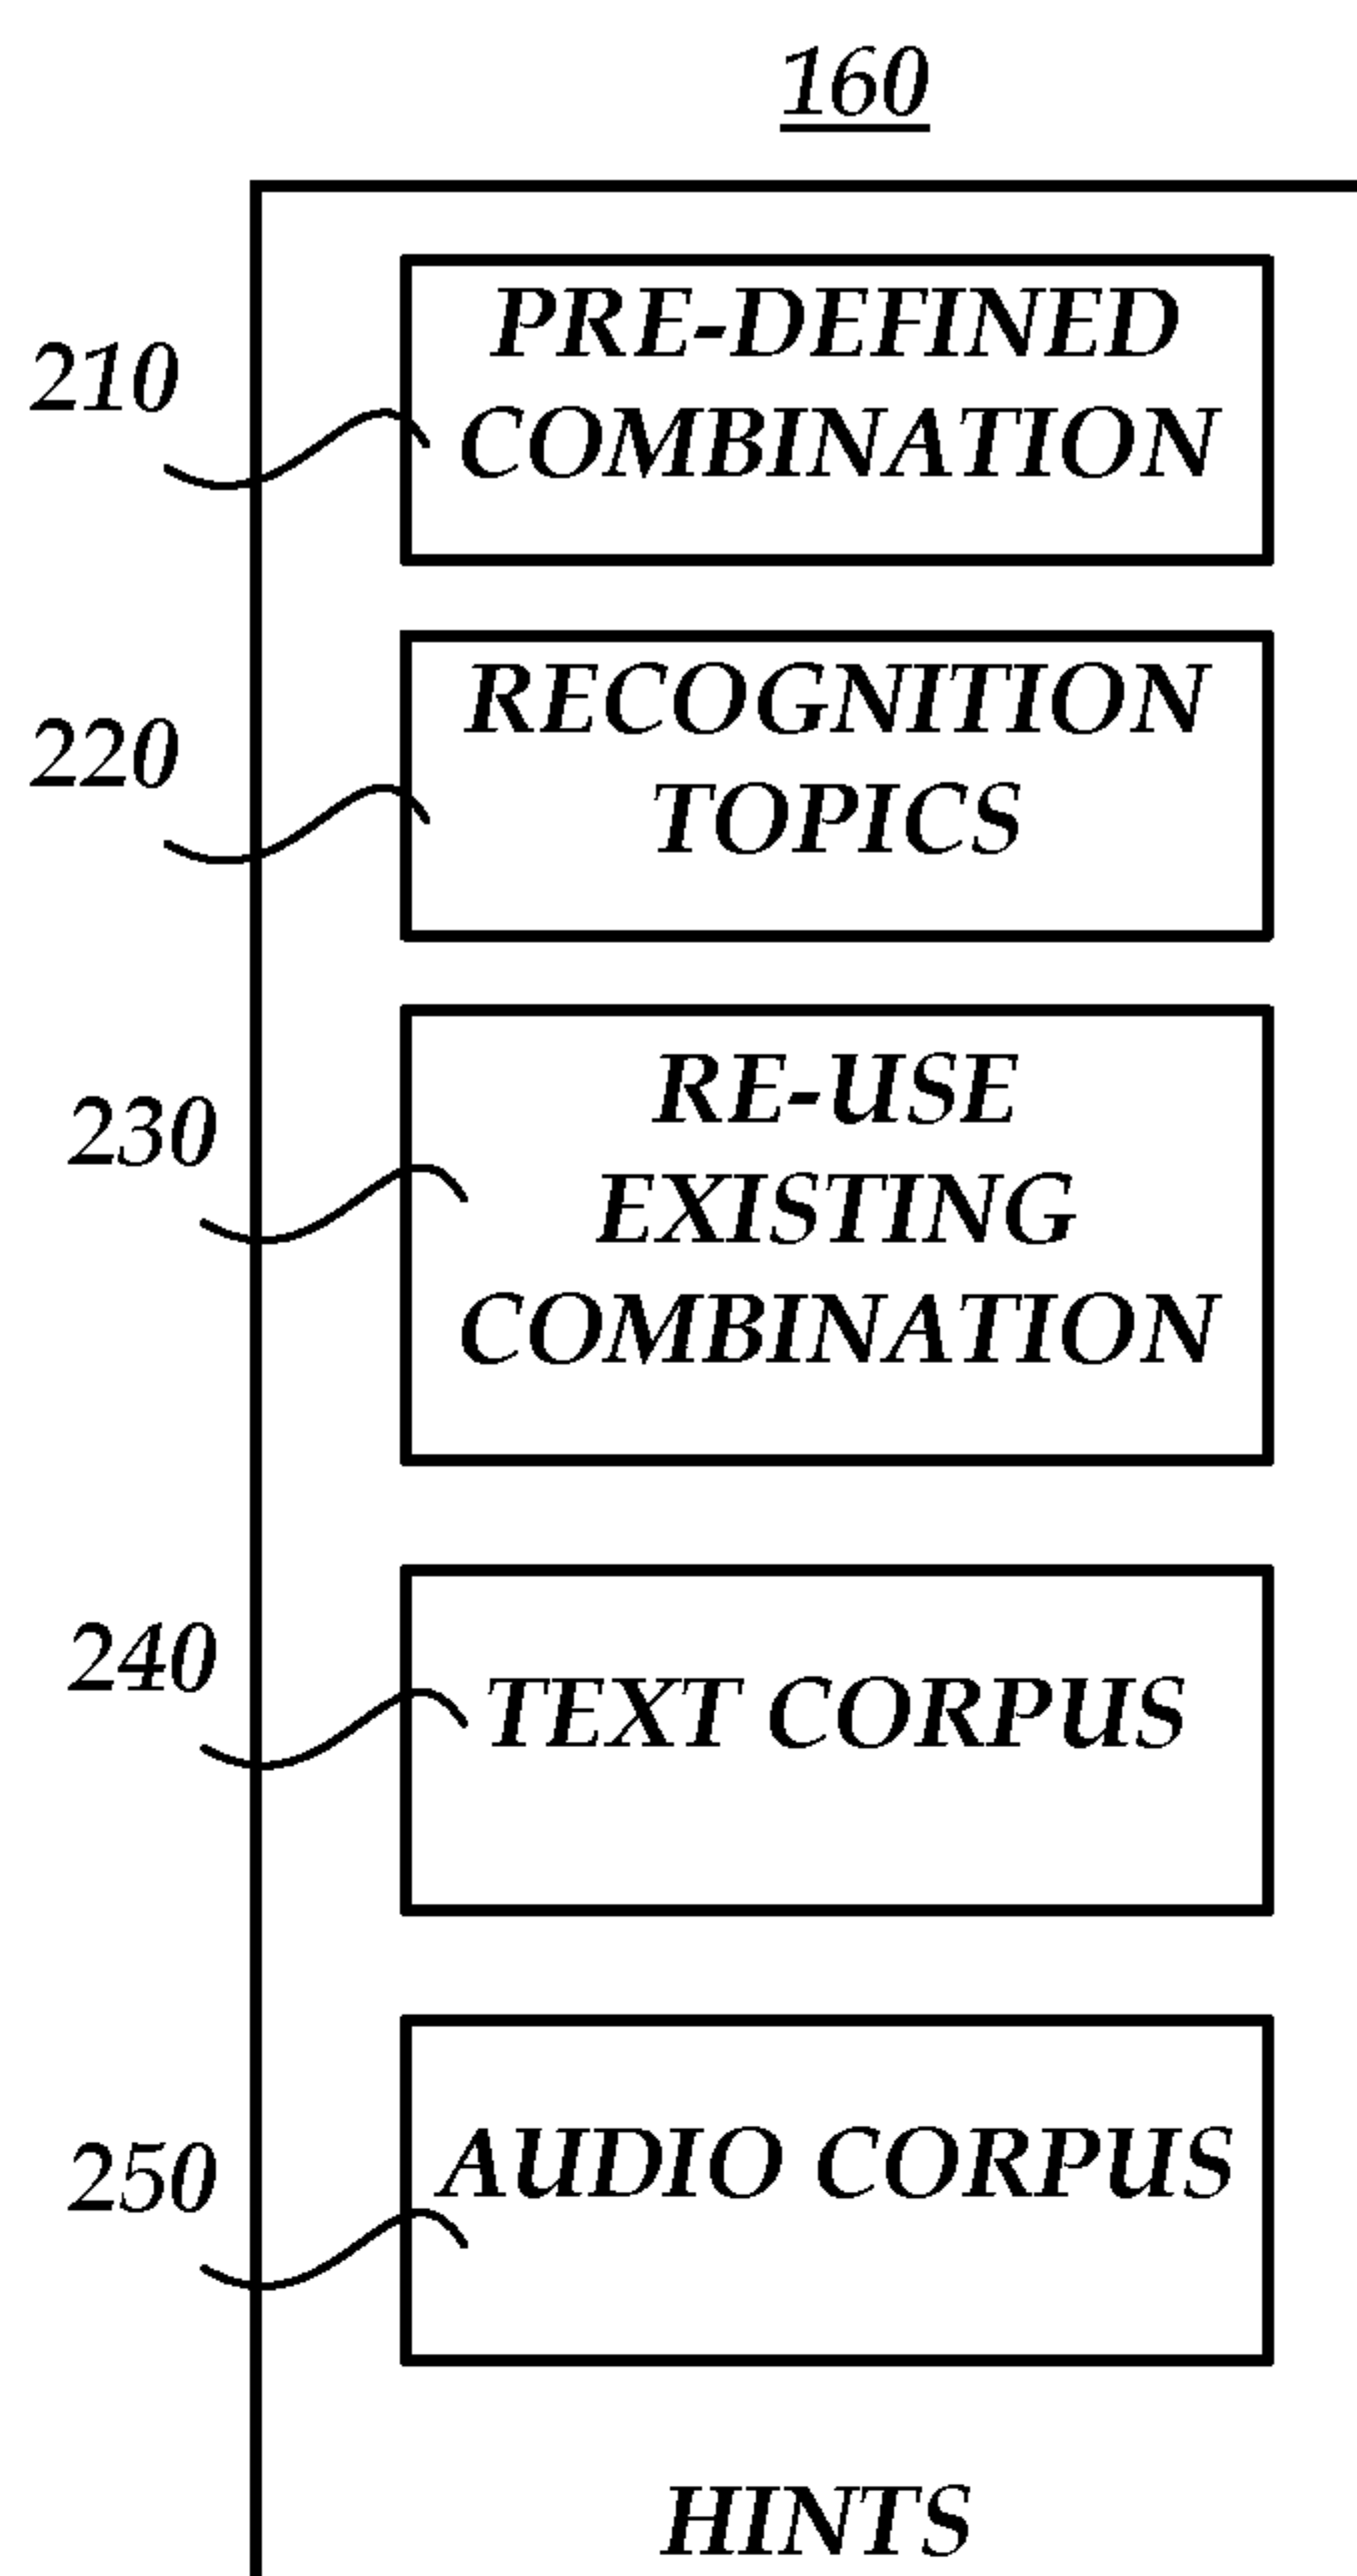 160
210
PRE-DEFINED
COMBINATION
220
RECOGNITION
TOPICS
230
RE-USE
EXISTING
COMBINATION
240
TEXT CORPUS
250
AUDIO CORPUS
HINTS